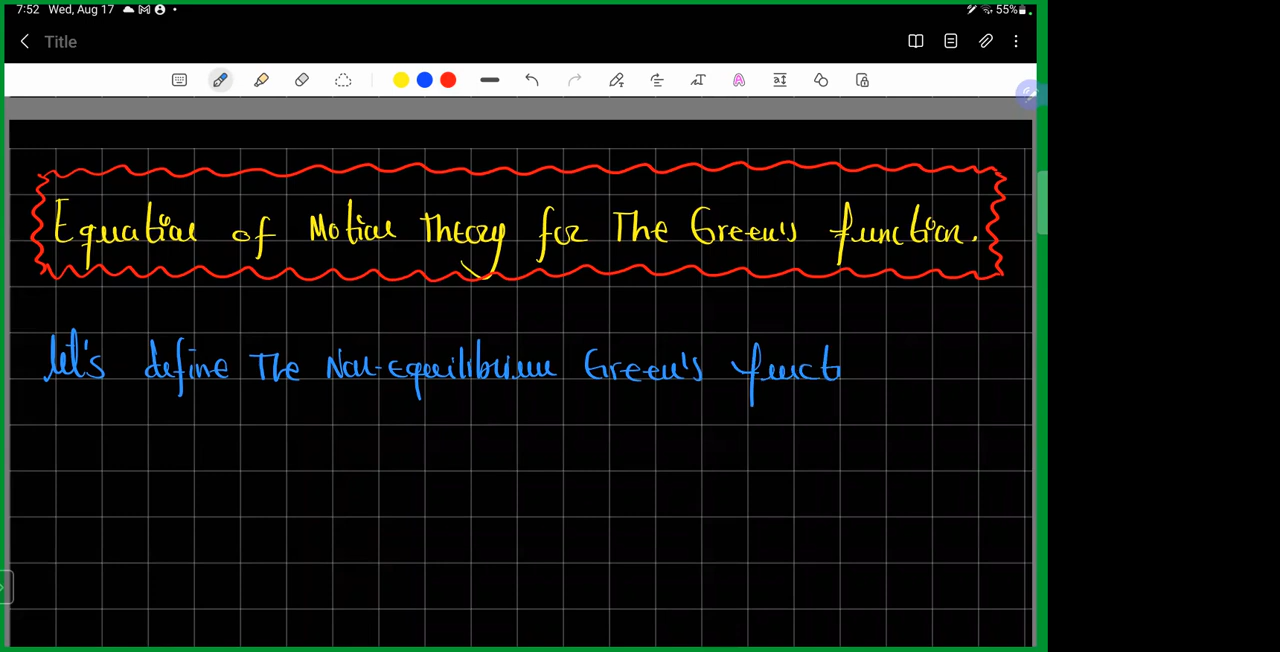 7:52 Wed, Aug 17
55%
Title
Equation of Motion Theory for The Green's function.
Let's define The Non-Equilibrium Green's funct